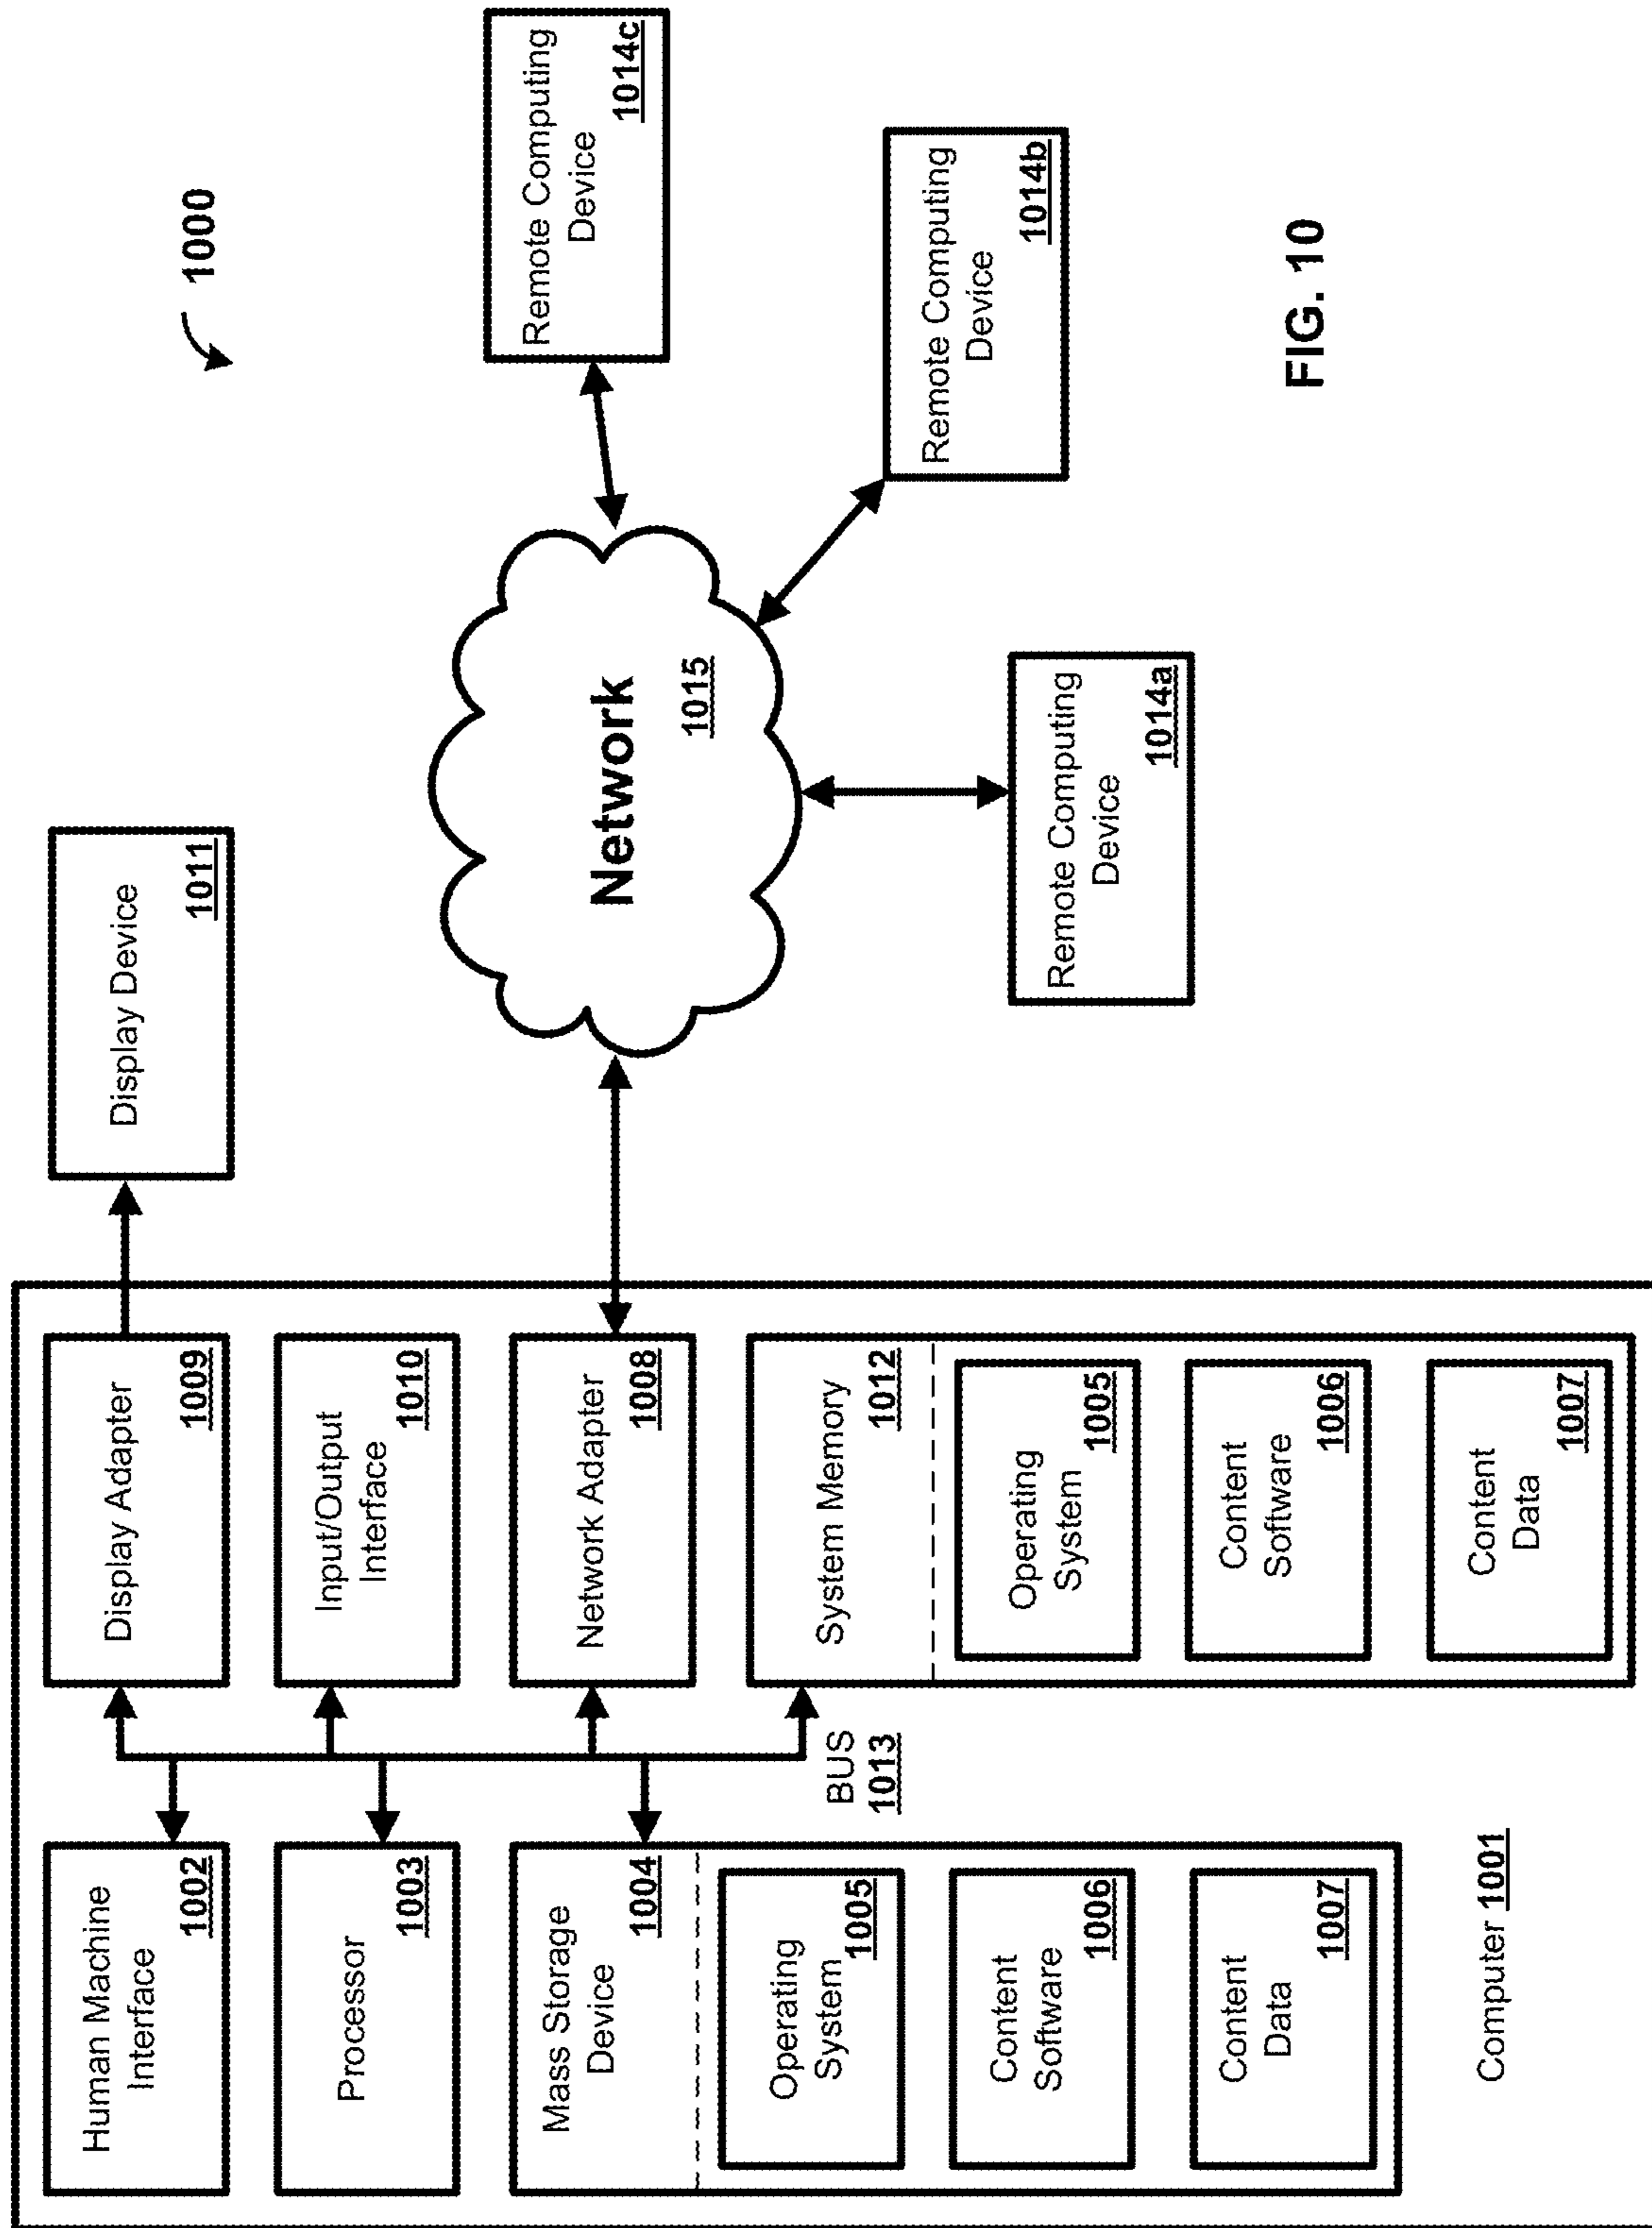 1000
Human Machine
Interface
1002
Processor
1003
Mass Storage
Device
1004
Operating
System
1005
Content
Software
1006
Content
Data
1007
Computer 1001
BUS
1013
Display Adapter
1009
Input/Output
Interface
1010
Network Adapter
1008
System Memory
1012
Operating
System
1005
Content
Software
1006
Content
Data
1007
Display Device
1011
Network
1015
Remote Computing
Device
1014a
Remote Computing
Device
1014b
Remote Computing
Device
1014c
FIG. 10